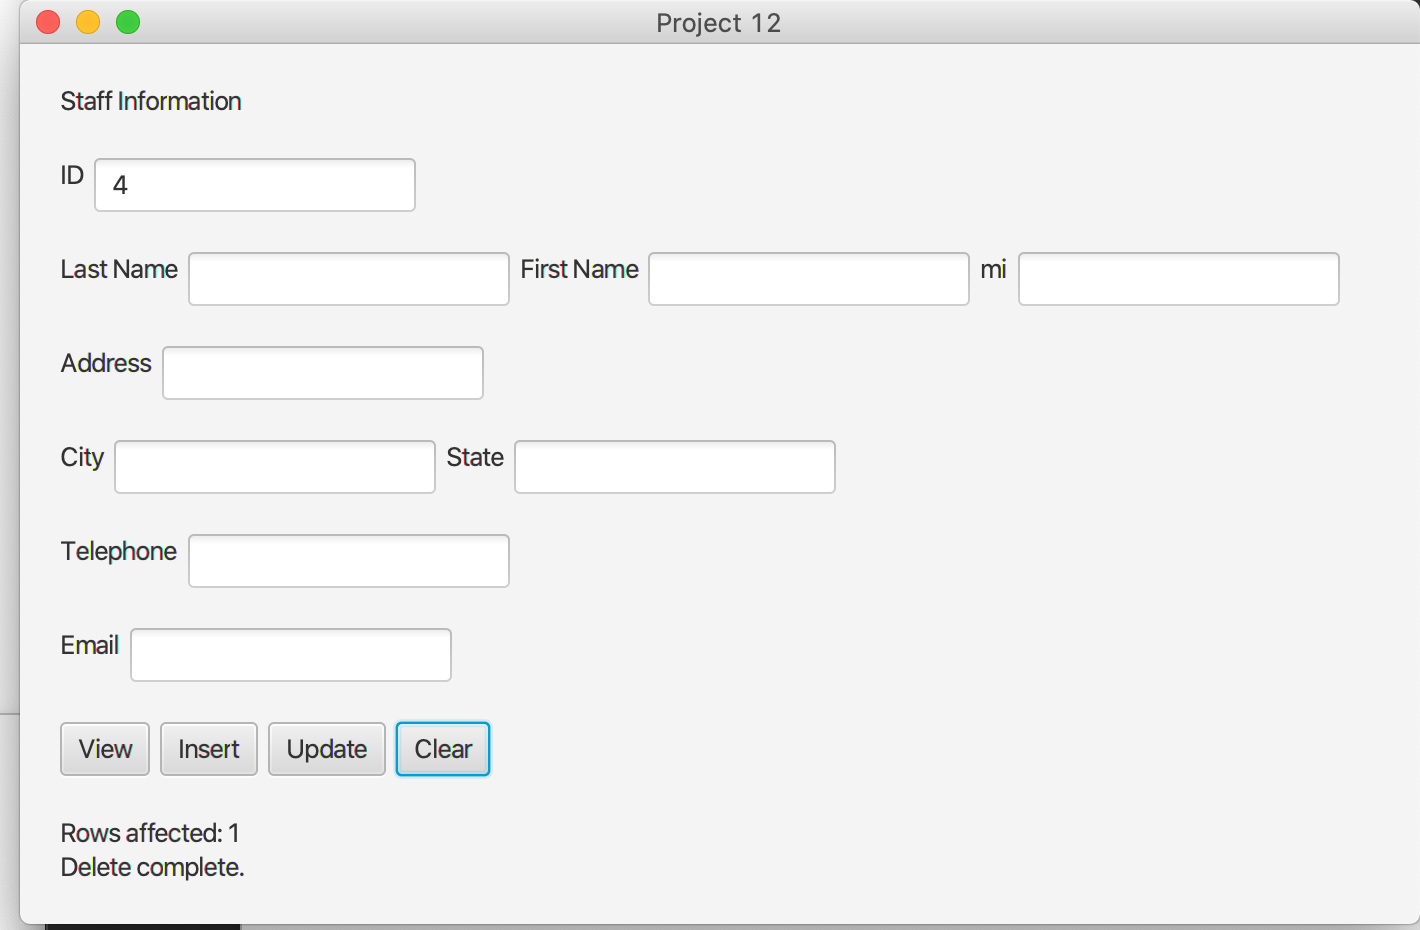 Project 12
Staff Information
ID 4
Last Name First Name mi
Address
City State
Telephone
Email
View Insert Update Clear
Rows affected: 1
Delete complete.